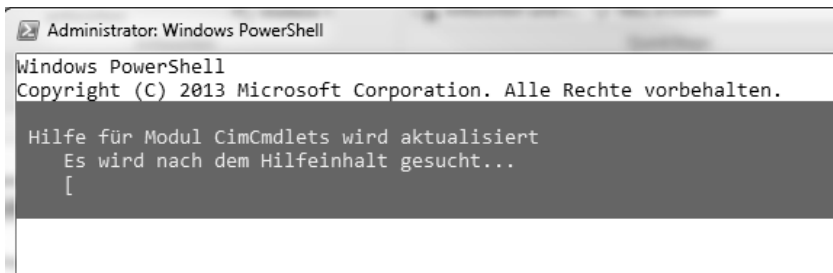 Administrator: Windows PowerShell
Windows PowerShell
Copyright (C) 2013 Microsoft Corporation. Alle Rechte vorbehalten.
Hilfe für Modul CimCmdlets wird aktualisiert
Es wird nach dem Hilfeinhalt gesucht...
[